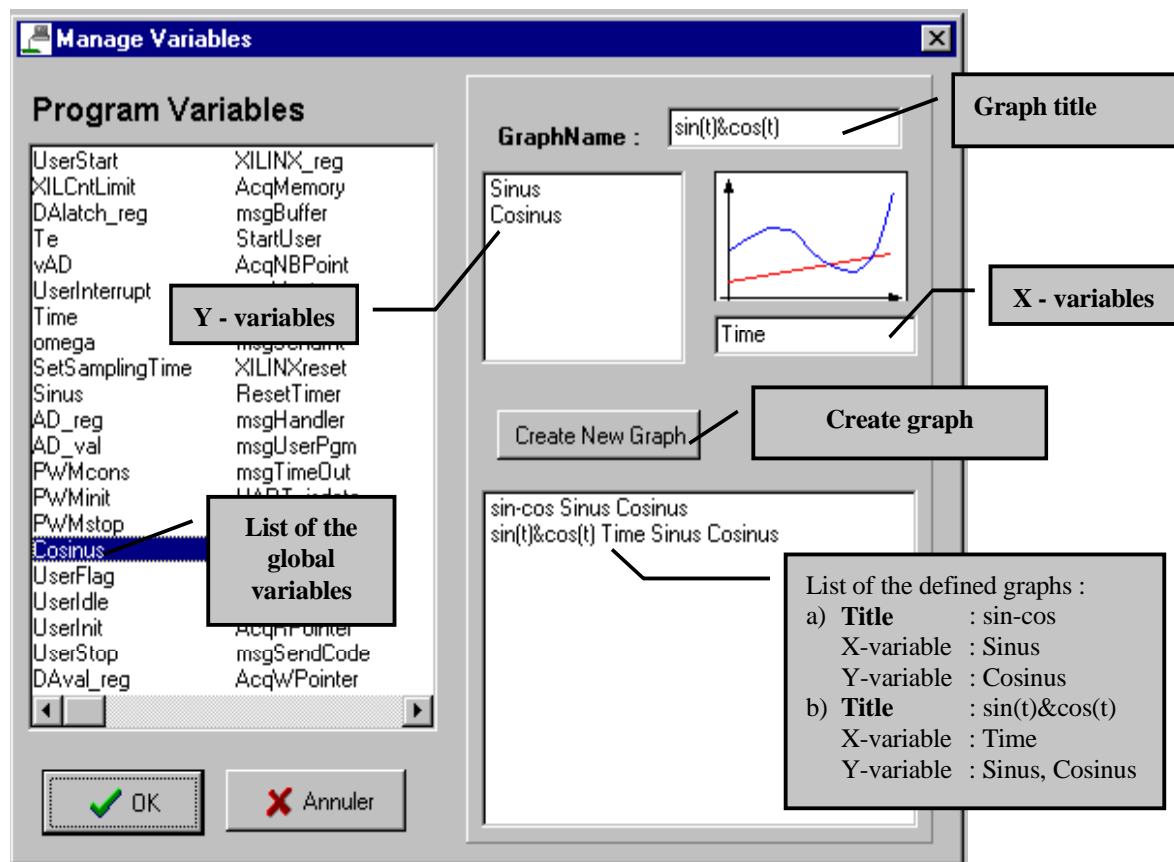 Manage Variables
Program Variables
UserStart XILINX_reg
XILCntLimit AcqMemory
DAlatch_reg msgBuffer
Te StartUser
vAD AcqNBPoint
UserInterrupt
Time
omega
SetSamplingTime XILINXreset
Sinus ResetTimer
AD_reg msgHandler
AD_val msgUserPgm
PWMcons msgTimeOut
PWMinit
PWMstop
Cosinus
UserFlag
UserIdle
UserInit
UserStop msgSendCode
DAval_reg AcqWPointer
OK
Annuler
GraphName :
sin(t)&cos(t)
Sinus
Cosinus
Time
Create New Graph
sin-cos Sinus Cosinus
sin(t)&cos(t) Time Sinus Cosinus
Graph title
Y - variables
X - variables
Create graph
List of the
global
variables
List of the defined graphs :
a) Title : sin-cos
X-variable : Sinus
Y-variable : Cosinus
b) Title : sin(t)&cos(t)
X-variable : Time
Y-variable : Sinus, Cosinus